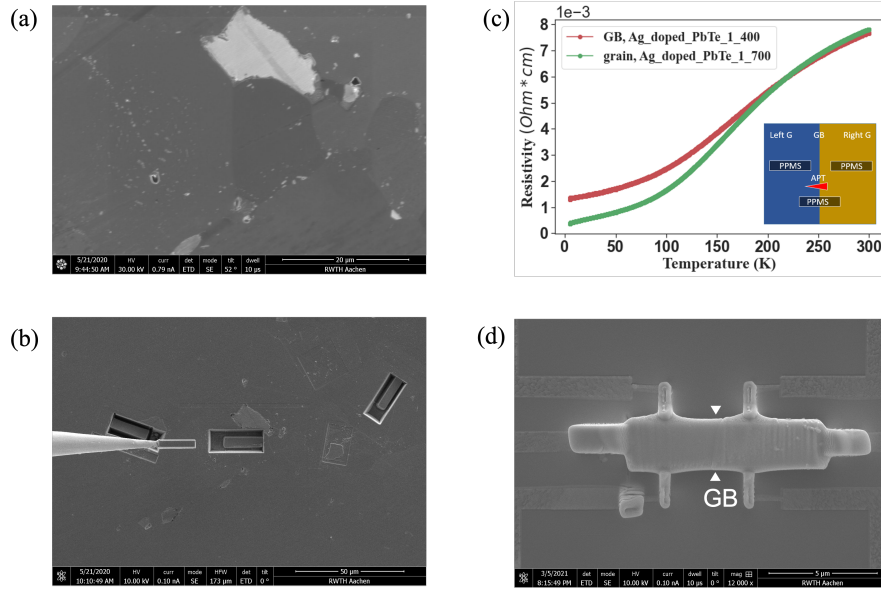 (a)
5/21/2020 HV curr det mode tilt dwell 20 µm
9:44:50 AM 30.00 kV 0.79 nA ETD SE 52 ° 10 µs RWTH Aachen
(c)
1e−3
8
7
6
5
4
3
2
1
0
Resistivity (Ohm*cm)
GB, Ag_doped_PbTe_1_400
grain, Ag_doped_PbTe_1_700
Left G GB Right G
PPMS PPMS
APT
PPMS
0 50 100 150 200 250 300
Temperature (K)
(b)
5/21/2020 HV curr mode HFW tilt dwell 50 µm
10:10:49 AM 10.00 kV 0.10 nA SE 173 µm 0 ° 10 µs RWTH Aachen
(d)
GB
3/5/2021 det mode HV curr dwell tilt mag 5 µm
8:15:49 PM ETD SE 10.00 kV 0.10 nA 10 µs 0 ° 12 000 x RWTH Aachen